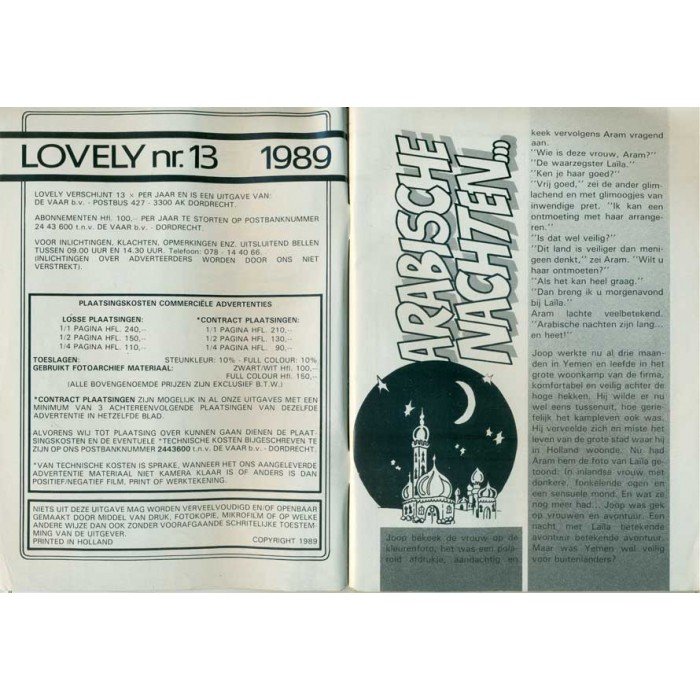 LOVELY nr. 13 1989
LOVELY VERSCHIJNT 13 × PER JAAR EN IS EEN UITGAVE VAN:
DE VAAR b.v. - POSTBUS 427 - 3300 AK DORDRECHT.
ABONNEMENTEN Hfl. 100,- PER JAAR TE STORTEN OP POSTBANKNUMMER
24 43 600 t.n.v. DE VAAR b.v. - DORDRECHT.
VOOR INLICHTINGEN, KLACHTEN, OPMERKINGEN ENZ. UITSLUITEND BELLEN
TUSSEN 09.00 UUR EN 14.30 UUR. Telefoon: 078 - 14 40 66.
(INLICHTINGEN OVER ADVERTEERDERS WORDEN DOOR ONS NIET
VERSTREKT).
PLAATSINGSKOSTEN COMMERCIËLE ADVERTENTIES
LOSSE PLAATSINGEN: *CONTRACT PLAATSINGEN:
1/1 PAGINA HFL. 240,- 1/1 PAGINA HFL. 210,-
1/2 PAGINA HFL. 150,- 1/2 PAGINA HFL. 130,-
1/4 PAGINA HFL. 110,- 1/4 PAGINA HFL. 90,-
TOESLAGEN: STEUNKLEUR: 10% - FULL COLOUR: 10%
GEBRUIKT FOTOARCHIEF MATERIAAL: ZWART/WIT Hfl. 100,-
FULL COLOUR Hfl. 150,-
(ALLE BOVENGENOEMDE PRIJZEN ZIJN EXCLUSIEF B.T.W.)
*CONTRACT PLAATSINGEN ZIJN MOGELIJK IN AL ONZE UITGAVES MET EEN
MINIMUM VAN 3 ACHTEREENVOLGENDE PLAATSINGEN VAN DEZELFDE
ADVERTENTIE IN HETZELFDE BLAD.
ALVORENS WIJ TOT PLAATSING OVER KUNNEN GAAN DIENEN DE PLAAT-
SINGSKOSTEN EN DE EVENTUELE *TECHNISCHE KOSTEN BIJGESCHREVEN TE
ZIJN OP ONS POSTBANKNUMMER 2443600 t.n.v. DE VAAR b.v. - DORDRECHT.
*VAN TECHNISCHE KOSTEN IS SPRAKE, WANNEER HET ONS AANGELEVERDE
ADVERTENTIE MATERIAAL NIET KAMERA KLAAR IS OF ANDERS IS DAN
POSITIEF/NEGATIEF FILM, PRINT OF WERKTEKENING.
NIETS UIT DEZE UITGAVE MAG WORDEN VERVEELVOUDIGD EN/OF OPENBAAR
GEMAAKT DOOR MIDDEL VAN DRUK, FOTOKOPIE, MIKROFILM OF OP WELKE
ANDERE WIJZE DAN OOK ZONDER VOORAFGAANDE SCHRITELIJKE TOESTEM-
MING VAN DE UITGEVER.
PRINTED IN HOLLAND COPYRIGHT 1989
ARABISCHE
NACHTEN...
Joop bekoek de vrouw op de
kleurenfoto, het was een pola-
roid afdrukje, aandachtig en
keek vervolgens Aram vragend
aan.
"Wie is deze vrouw, Aram?"
"De waarzegster Laïla."
"Ken je haar goed?"
"Vrij goed," zei de ander glim-
lachend en met glimoogjes van
inwendige pret. "Ik kan een
ontmoeting met haar arrange-
ren."
"Is dat wel veilig?"
"Dit land is veiliger dan meni-
geen denkt," zei Aram. "Wilt u
haar ontmoeten?"
"Als het kan heel graag."
"Dan breng ik u morgenavond
bij Laïla."
Aram lachte veelbetekend.
"Arabische nachten zijn lang...
en heet!"
Joop werkte nu al drie maan-
den in Yemen en leefde in het
grote woonkamp van de firma,
komfortabel en veilig achter de
hoge hekken. Hij wilde er nu
wel eens tussenuit, hoe gerie-
felijk het kampleven ook was.
Hij verveelde zich en miste het
leven van de grote stad waar hij
in Holland woonde. Nu had
Aram hem de foto van Laïla ge-
toond: In inlandse vrouw met
donkere, fonkelende ogen en
een sensuele mond. En wat ze
nog meer had... Joop was gek
op vrouwen en avontuur. Een
nacht met Laïla betekende
avontuur betekende avontuur.
Maar was Yemen wel veilig
voor buitenlanders?